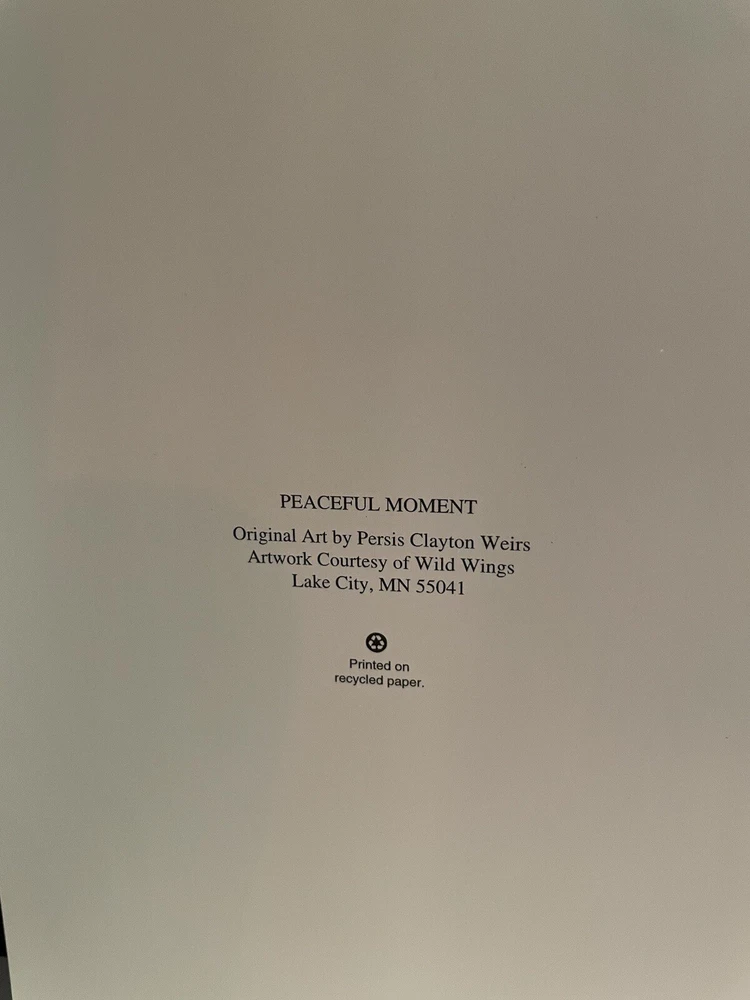 PEACEFUL MOMENT
Original Art by Persis Clayton Weirs
Artwork Courtesy of Wild Wings
Lake City, MN 55041
Printed on
recycled paper.